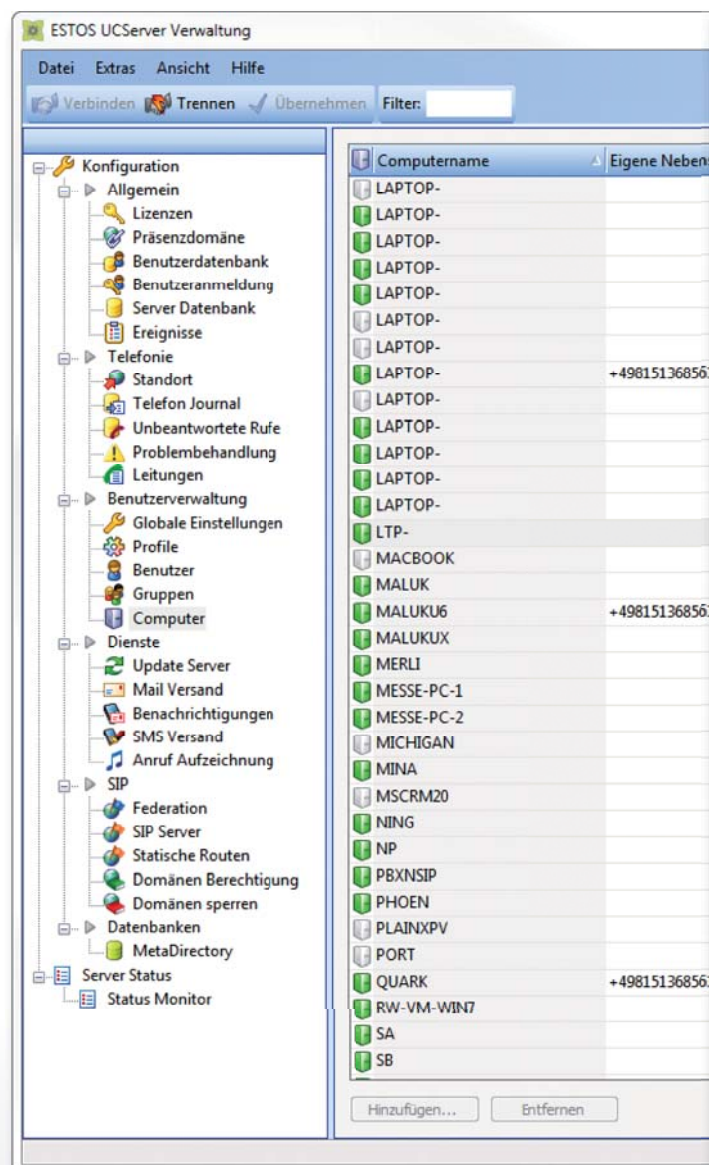 ESTOS UCServer Verwaltung
Datei Extras Ansicht Hilfe
Verbinden Trennen Übernehmen Filter:
Konfiguration
Allgemein
Lizenzen
Präsenzdomäne
Benutzerdatenbank
Benutzeranmeldung
Server Datenbank
Ereignisse
Telefonie
Standort
Telefon Journal
Unbeantwortete Rufe
Problembehandlung
Leitungen
Benutzerverwaltung
Globale Einstellungen
Profile
Benutzer
Gruppen
Computer
Dienste
Update Server
Mail Versand
Benachrichtigungen
SMS Versand
Anruf Aufzeichnung
SIP
Federation
SIP Server
Statische Routen
Domänen Berechtigung
Domänen sperren
Datenbanken
MetaDirectory
Server Status
Status Monitor
Computername Eigene Nebens
LAPTOP-
LAPTOP-
LAPTOP-
LAPTOP-
LAPTOP-
LAPTOP-
LAPTOP-
LAPTOP- +49815136856
LAPTOP-
LAPTOP-
LAPTOP-
LAPTOP-
LAPTOP-
LTP-
MACBOOK
MALUK
MALUKU6 +49815136856
MALUKUX
MERLI
MESSE-PC-1
MESSE-PC-2
MICHIGAN
MINA
MSCRM20
NING
NP
PBXNSIP
PHOEN
PLAINXPV
PORT
QUARK +49815136856
RW-VM-WIN7
SA
SB
Hinzufügen... Entfernen